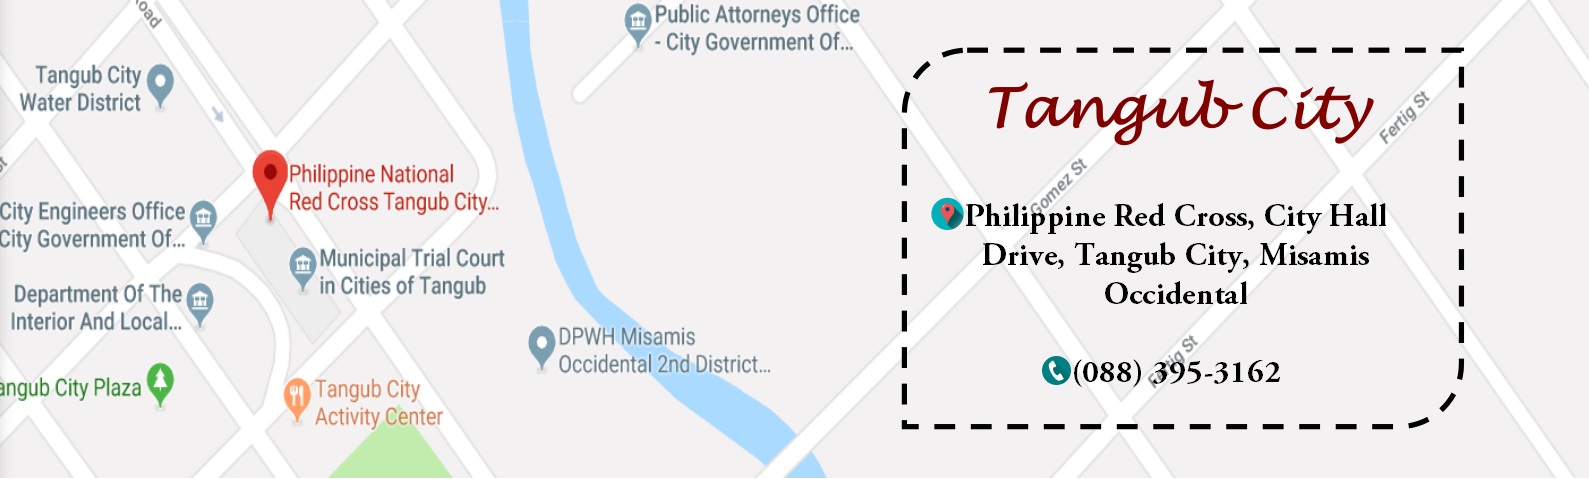 oad
Public Attorneys Office
- City Government Of...
Tangub City
Water District
Philippine National
Red Cross Tangub City...
City Engineers Office
City Government Of...
Municipal Trial Court
in Cities of Tangub
Department Of The
Interior And Local...
DPWH Misamis
Occidental 2nd District...
angub City Plaza
Tangub City
Activity Center
Tangub City
Fertig St
Gomez St
Philippine Red Cross, City Hall
Drive, Tangub City, Misamis
Occidental
Fertig St
(088) 395-3162